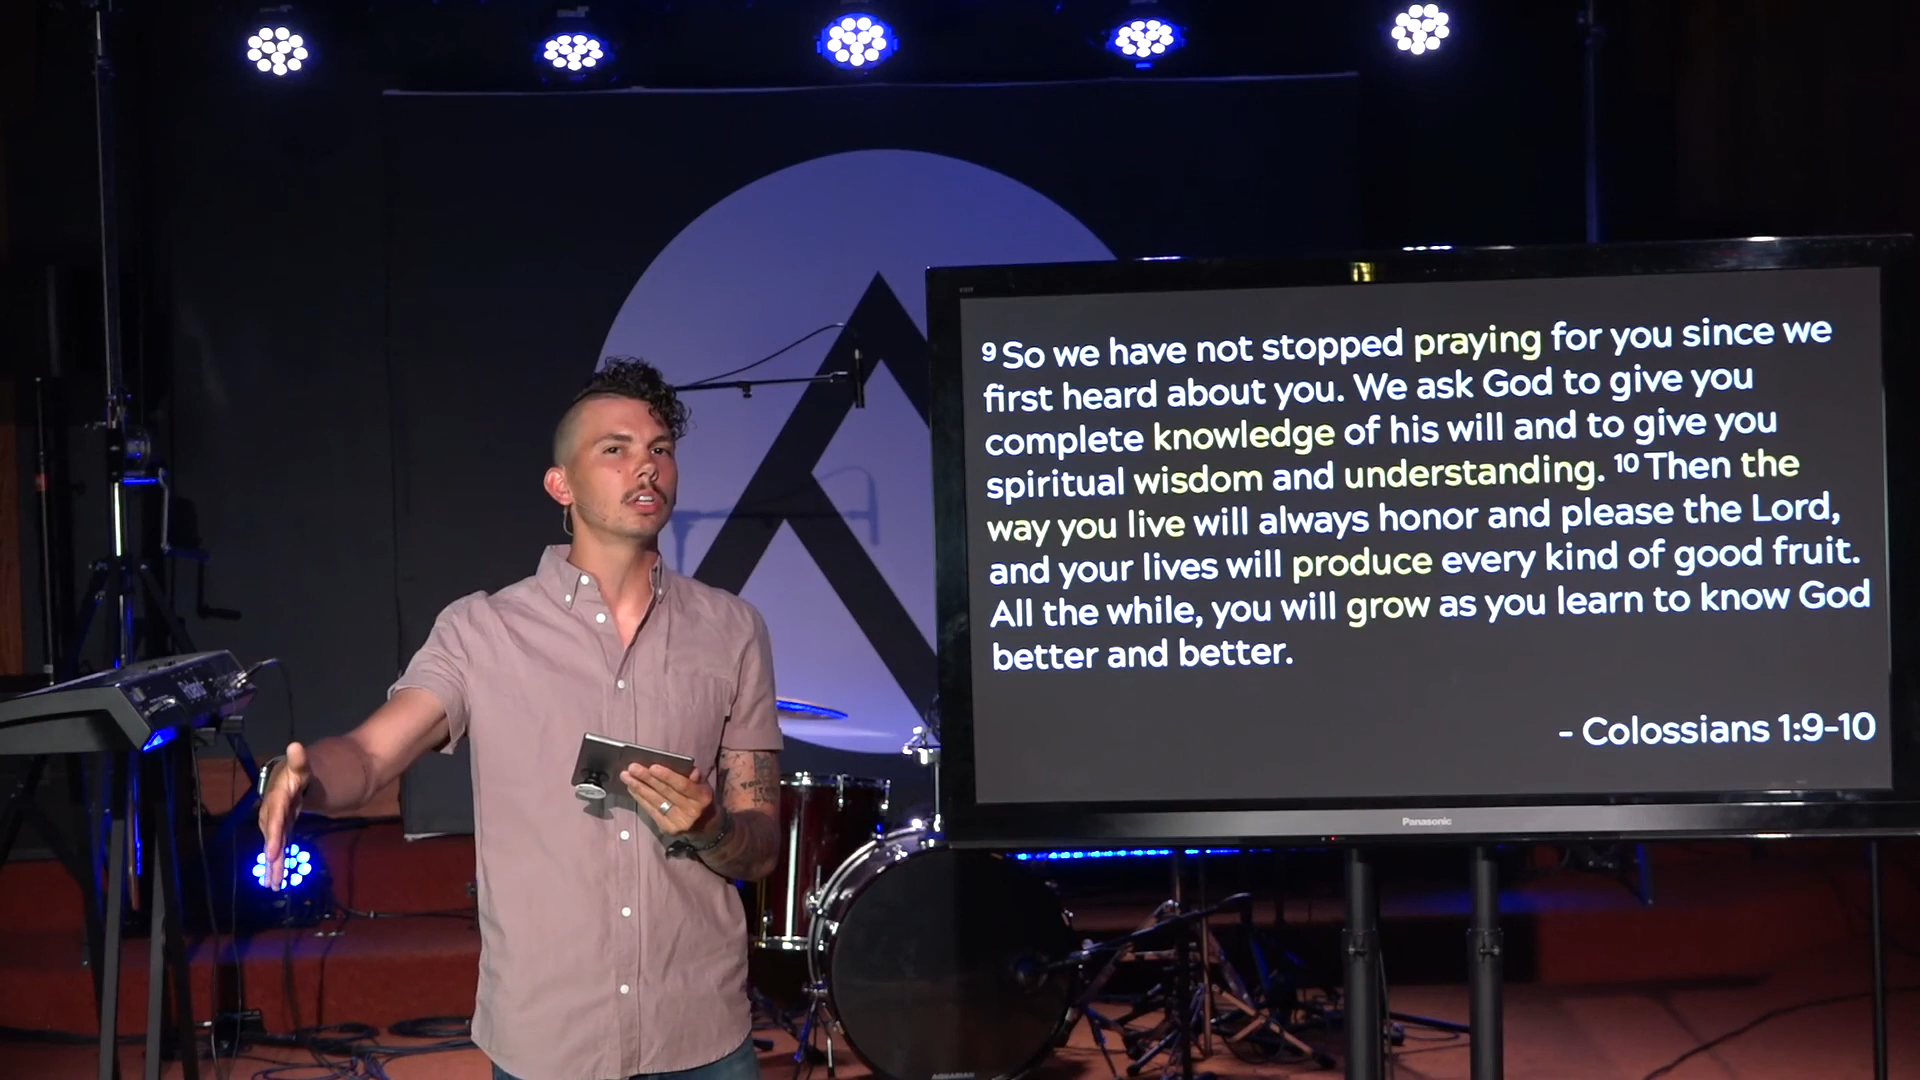 9 So we have not stopped praying for you since we
first heard about you. We ask God to give you
complete knowledge of his will and to give you
spiritual wisdom and understanding. 10 Then the
way you live will always honor and please the Lord,
and your lives will produce every kind of good fruit.
All the while, you will grow as you learn to know God
better and better.
- Colossians 1:9-10
Panasonic
AQUARIAN